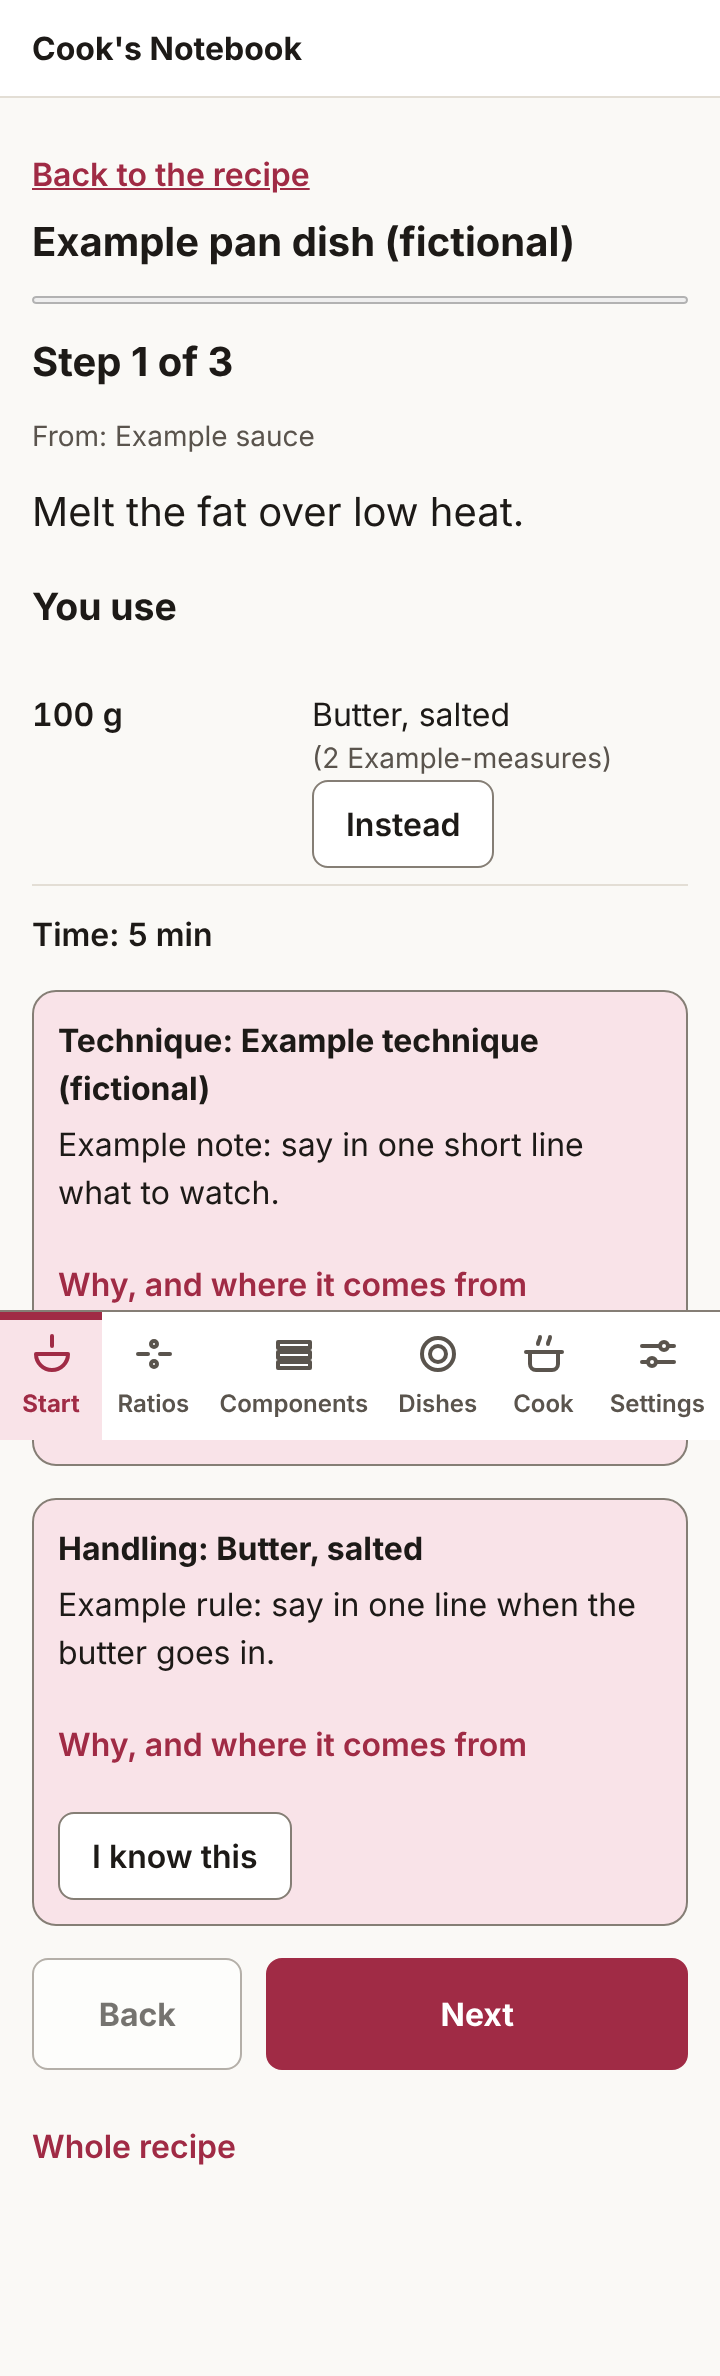 Cook's Notebook
Back to the recipe
Example pan dish (fictional)
Step 1 of 3
From: Example sauce
Melt the fat over low heat.
You use
100 g
Butter, salted
(2 Example-measures)
Instead
Time: 5 min
Technique: Example technique
(fictional)
Example note: say in one short line
what to watch.
Why, and where it comes from
Start
Ratios
Components
Dishes
Cook
Settings
Handling: Butter, salted
Example rule: say in one line when the
butter goes in.
Why, and where it comes from
I know this
Back
Next
Whole recipe